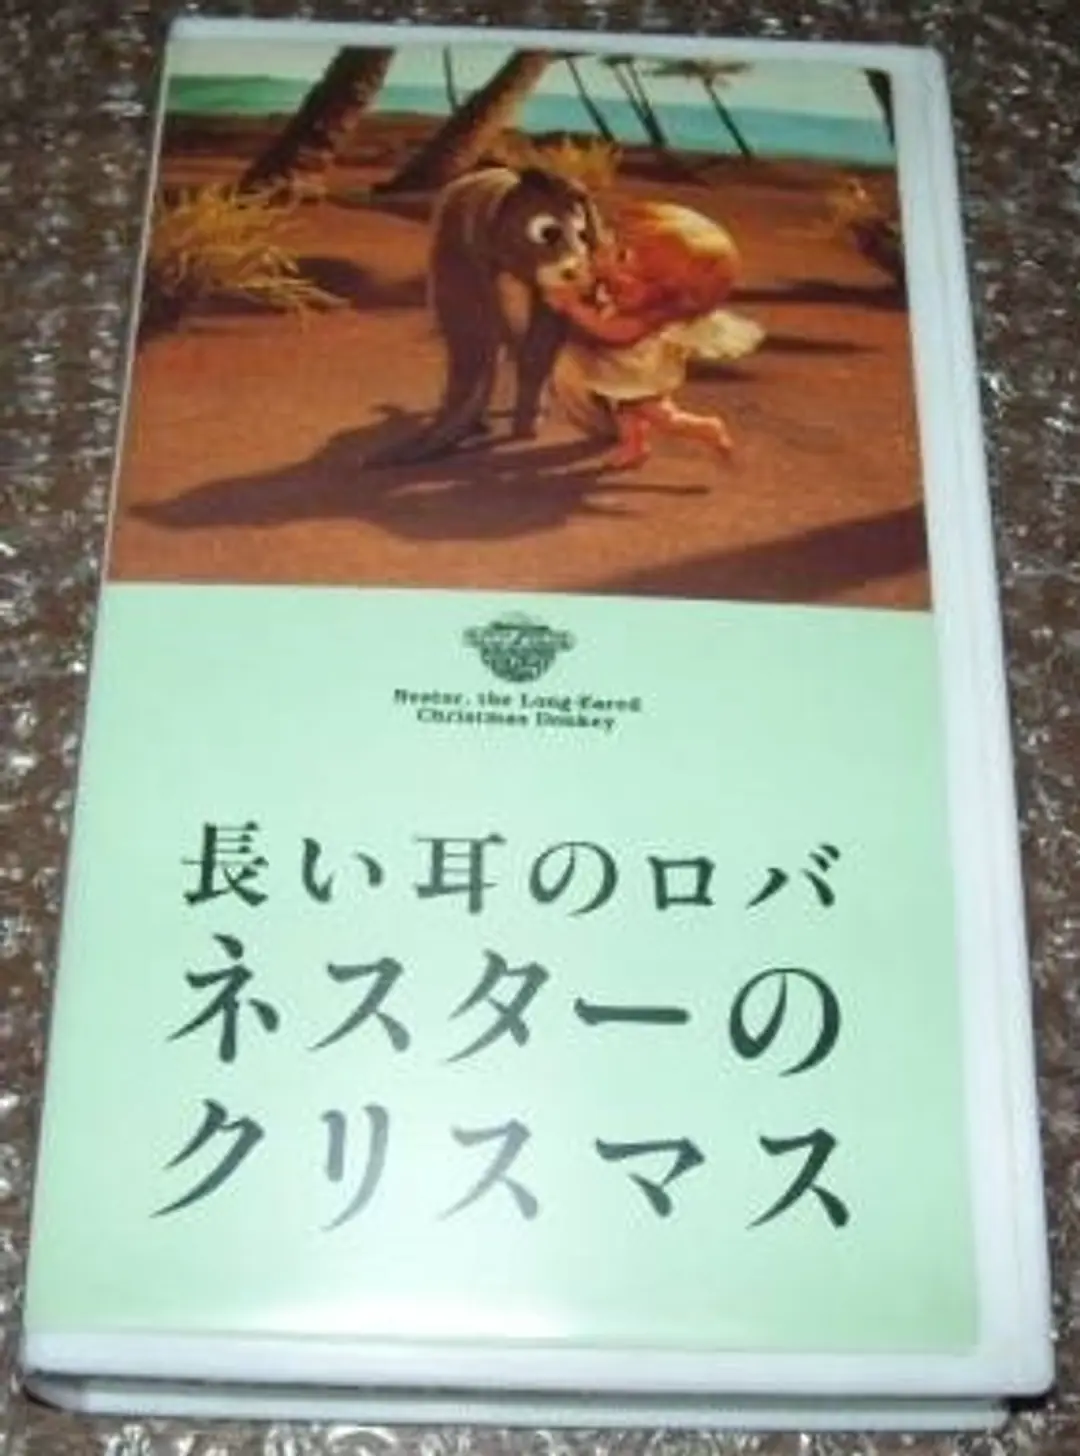 Nestor, the Long-Eared
Christmas Donkey
長い耳のロバ
ネスターの
クリスマス